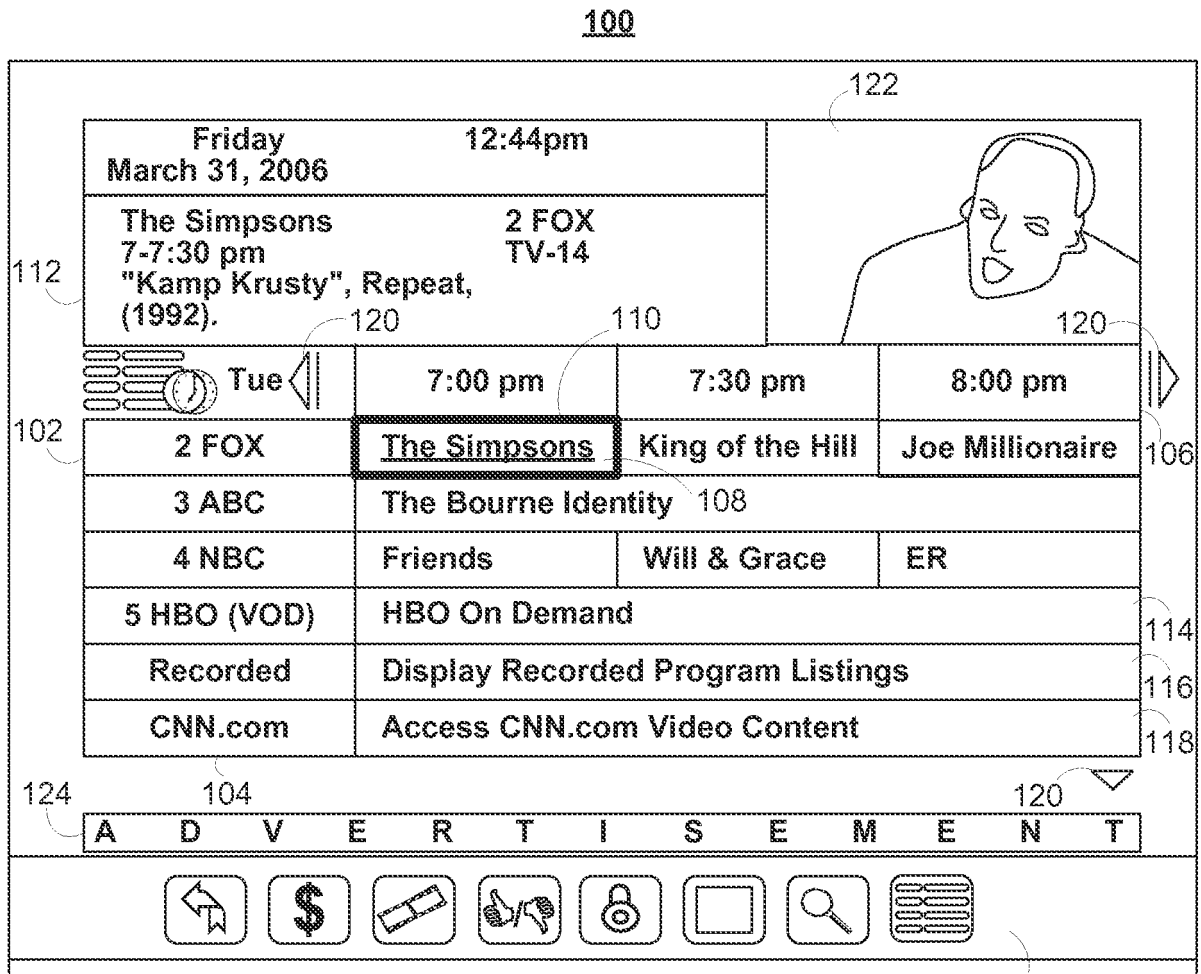 100
122
Friday 12:44pm
March 31, 2006
The Simpsons 2 FOX
7-7:30 pm TV-14
"Kamp Krusty", Repeat,
(1992).
112
120 110 120
Tue 7:00 pm 7:30 pm 8:00 pm
102
2 FOX The Simpsons King of the Hill Joe Millionaire
106
3 ABC The Bourne Identity
108
4 NBC Friends Will & Grace ER
5 HBO (VOD) HBO On Demand
114
Recorded Display Recorded Program Listings
116
CNN.com Access CNN.com Video Content
118
124 104 120
A D V E R T I S E M E N T
$
/